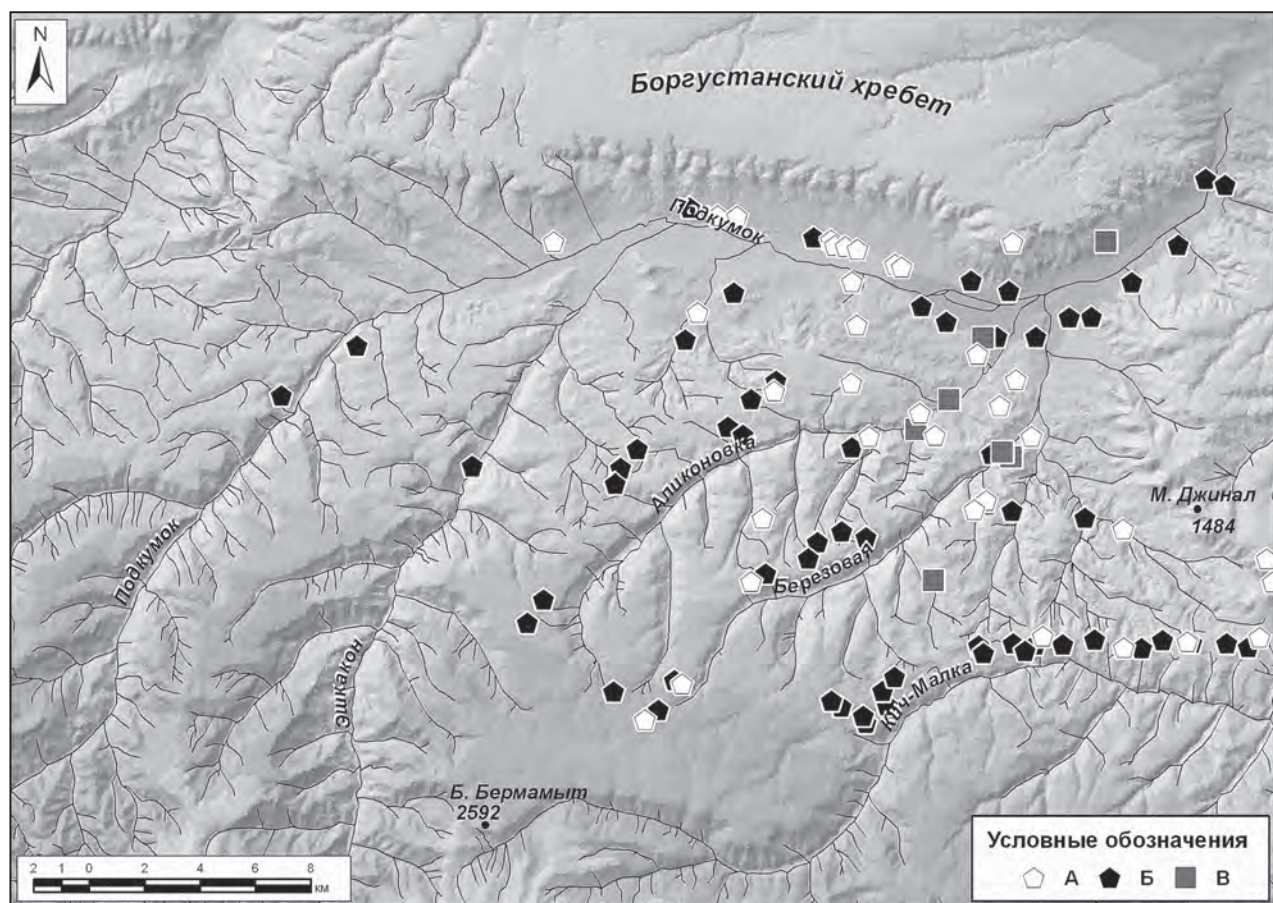 N
Боргустанский хребет
Подкумок
Аликоновка
М. Джинал
1484
Подкумок
Березовая
Эшкакон
Кич-Малка
Б. Бермамыт
2592
Условные обозначения
А Б В
2 1 0 2 4 6 8
км